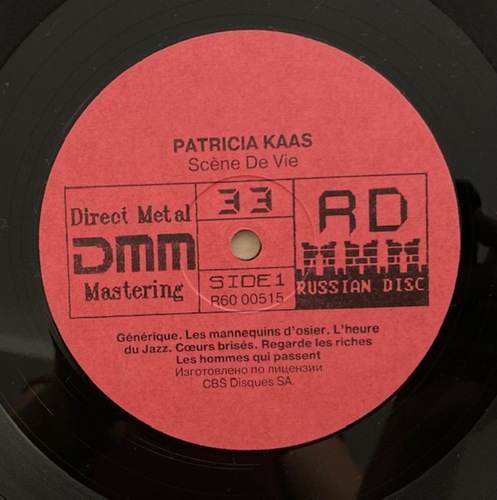 PATRICIA KAAS
Scène De Vie
Direct Metal
DMM
Mastering
33
SIDE 1
R60 00515
RD
RUSSIAN DISC
Générique. Les mannequins d'osier. L'heure
du Jazz. Cœurs brisés. Regarde les riches
Les hommes qui passent
Изготовлено по лицензии
CBS Disques SA.